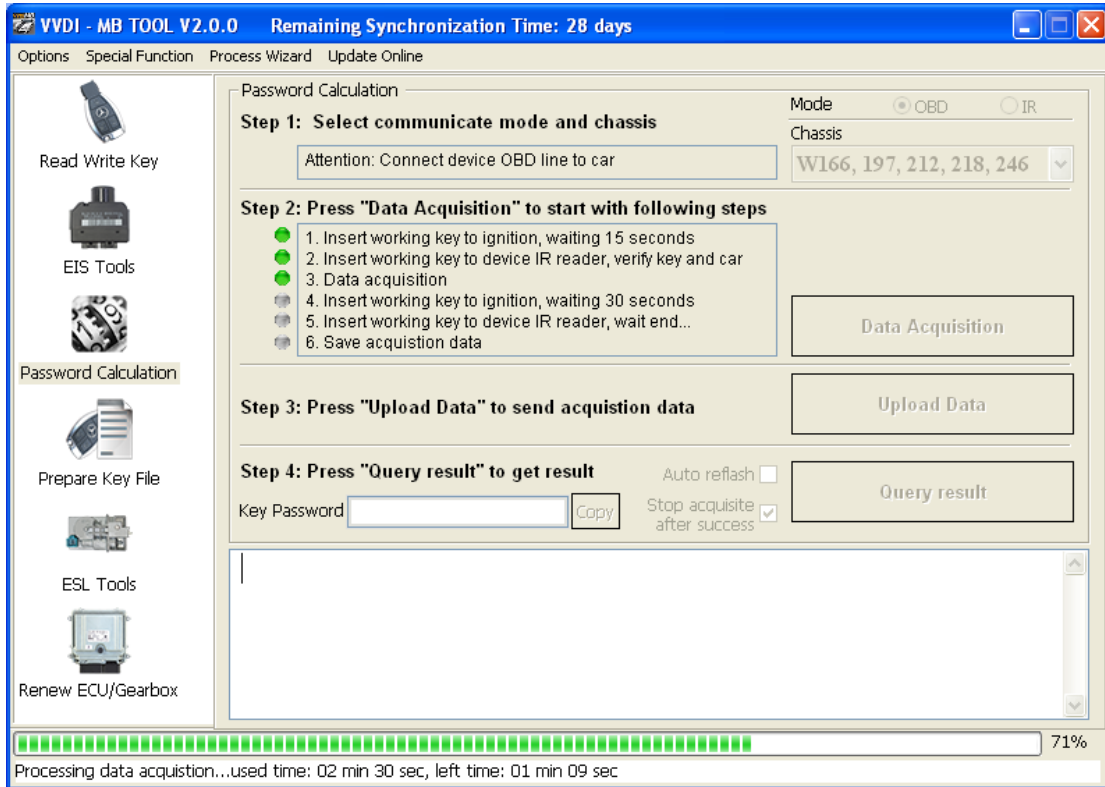 VVDI - MB TOOL V2.0.0 Remaining Synchronization Time: 28 days
Options Special Function Process Wizard Update Online
Read Write Key
EIS Tools
Password Calculation
Prepare Key File
ESL Tools
Renew ECU/Gearbox
Password Calculation
Mode OBD IR
Step 1: Select communicate mode and chassis
Chassis
Attention: Connect device OBD line to car
W166, 197, 212, 218, 246
Step 2: Press "Data Acquisition" to start with following steps
1. Insert working key to ignition, waiting 15 seconds
2. Insert working key to device IR reader, verify key and car
3. Data acquisition
4. Insert working key to ignition, waiting 30 seconds
5. Insert working key to device IR reader, wait end...
6. Save acquistion data
Data Acquisition
Step 3: Press "Upload Data" to send acquistion data
Upload Data
Step 4: Press "Query result" to get result
Auto reflash
Query result
Key Password
Copy
Stop acquisite
after success
71%
Processing data acquistion...used time: 02 min 30 sec, left time: 01 min 09 sec